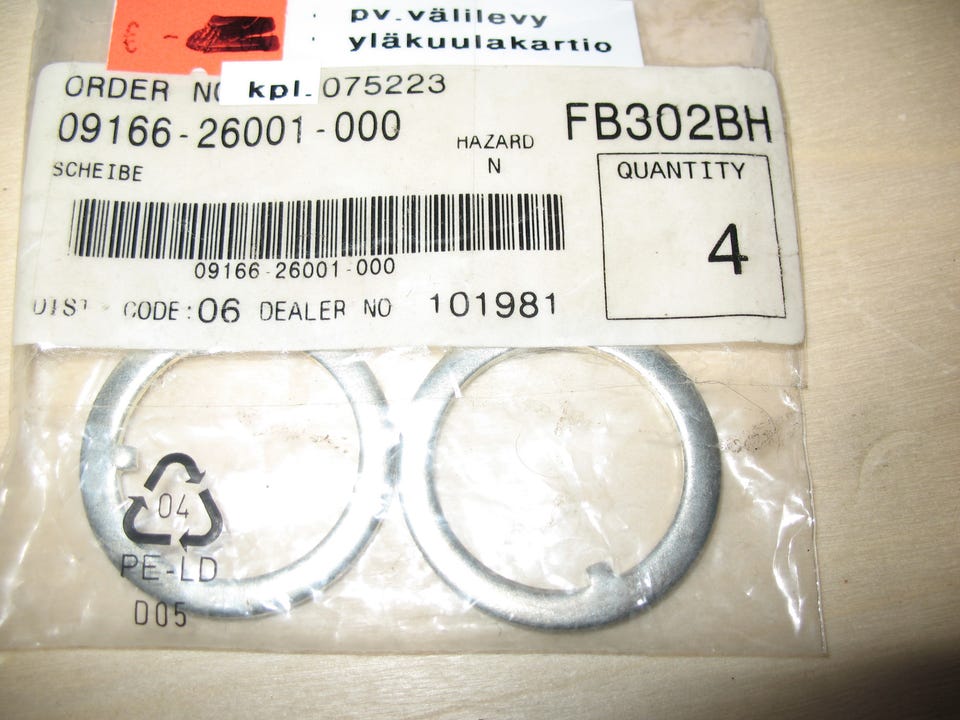 € -
pv.välilevy
yläkuulakartio
ORDER NO kpl. 075223
09166-26001-000
FB302BH
HAZARD
N
SCHEIBE
QUANTITY
4
09166-26001-000
DIST CODE:06 DEALER NO 101981
04
PE-LD
D05